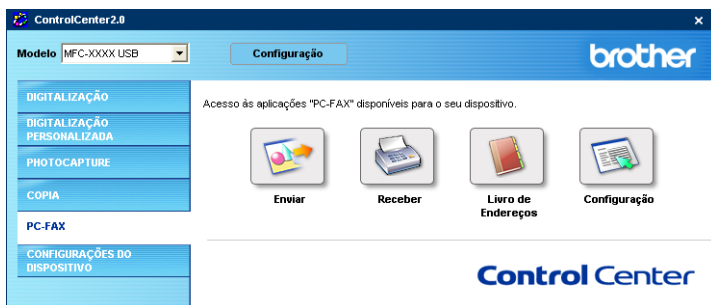 ControlCenter2.0
Modelo MFC-XXXX USB
Configuração
brother
DIGITALIZAÇÃO
DIGITALIZAÇÃO
PERSONALIZADA
PHOTOCAPTURE
COPIA
PC-FAX
CONFIGURAÇÕES DO
DISPOSITIVO
Acesso às aplicações "PC-FAX" disponíveis para o seu dispositivo.
Enviar
Receber
Livro de
Endereços
Configuração
Control Center